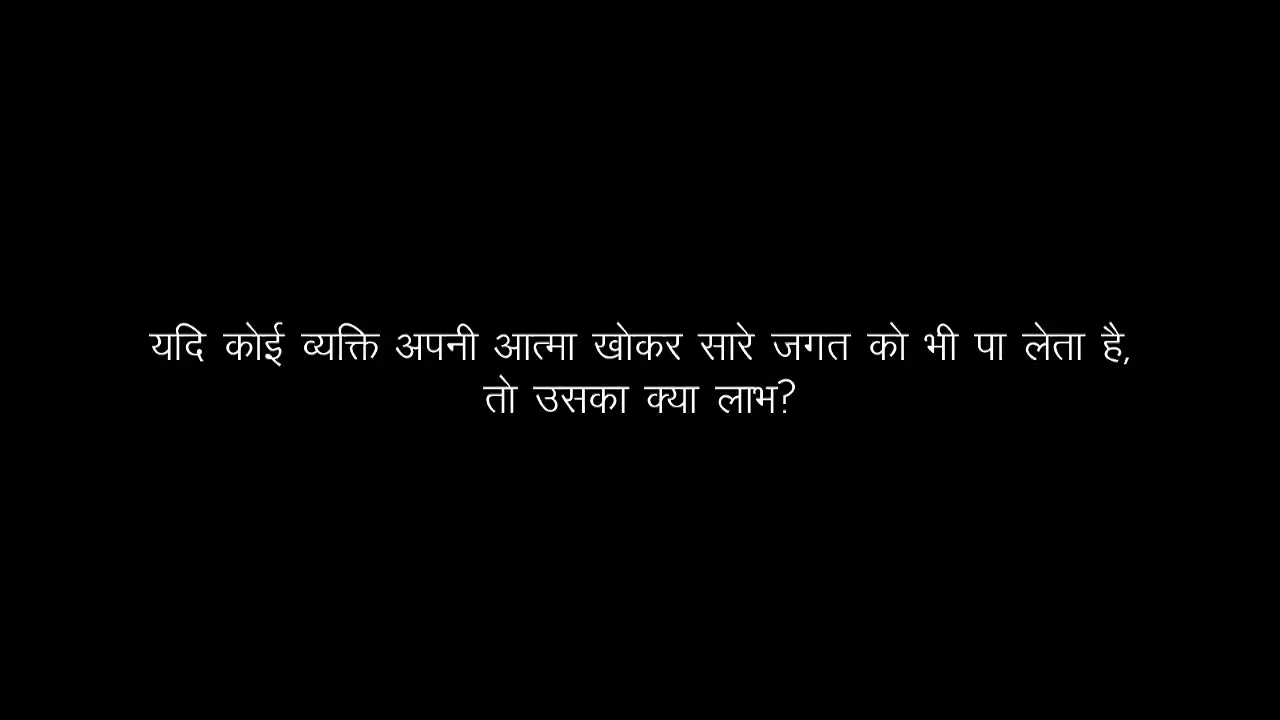 यदि कोई व्यक्ति अपनी आत्मा खोकर सारे जगत को भी पा लेता है,
तो उसका क्या लाभ?